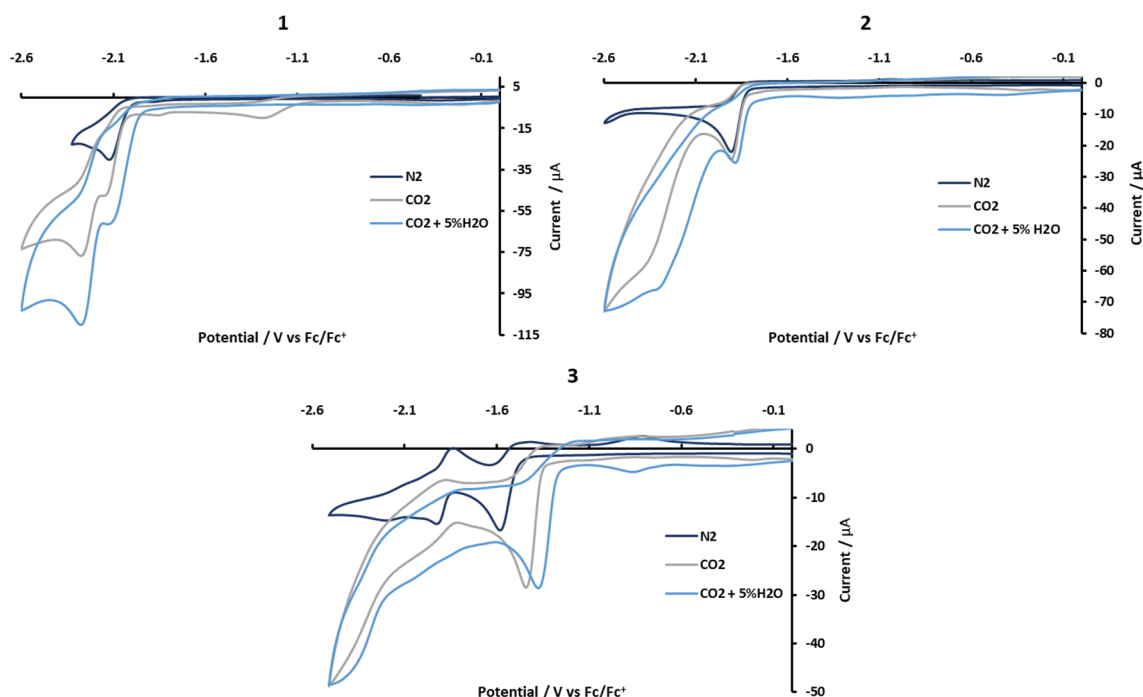 1
-2.6 -2.1 -1.6 -1.1 -0.6 -0.1
5
-15
-35
-55
-75
-95
-115
N2
CO2
CO2 + 5%H2O
Current / µA
Potential / V vs Fc/Fc⁺
2
-2.6 -2.1 -1.6 -1.1 -0.6 -0.1
0
-10
-20
-30
-40
-50
-60
-70
-80
N2
CO2
CO2 + 5% H2O
Current / µA
Potential / V vs Fc/Fc⁺
3
-2.6 -2.1 -1.6 -1.1 -0.6 -0.1
0
-10
-20
-30
-40
-50
N2
CO2
CO2 + 5%H2O
Current / µA
Potential / V vs Fc/Fc⁺